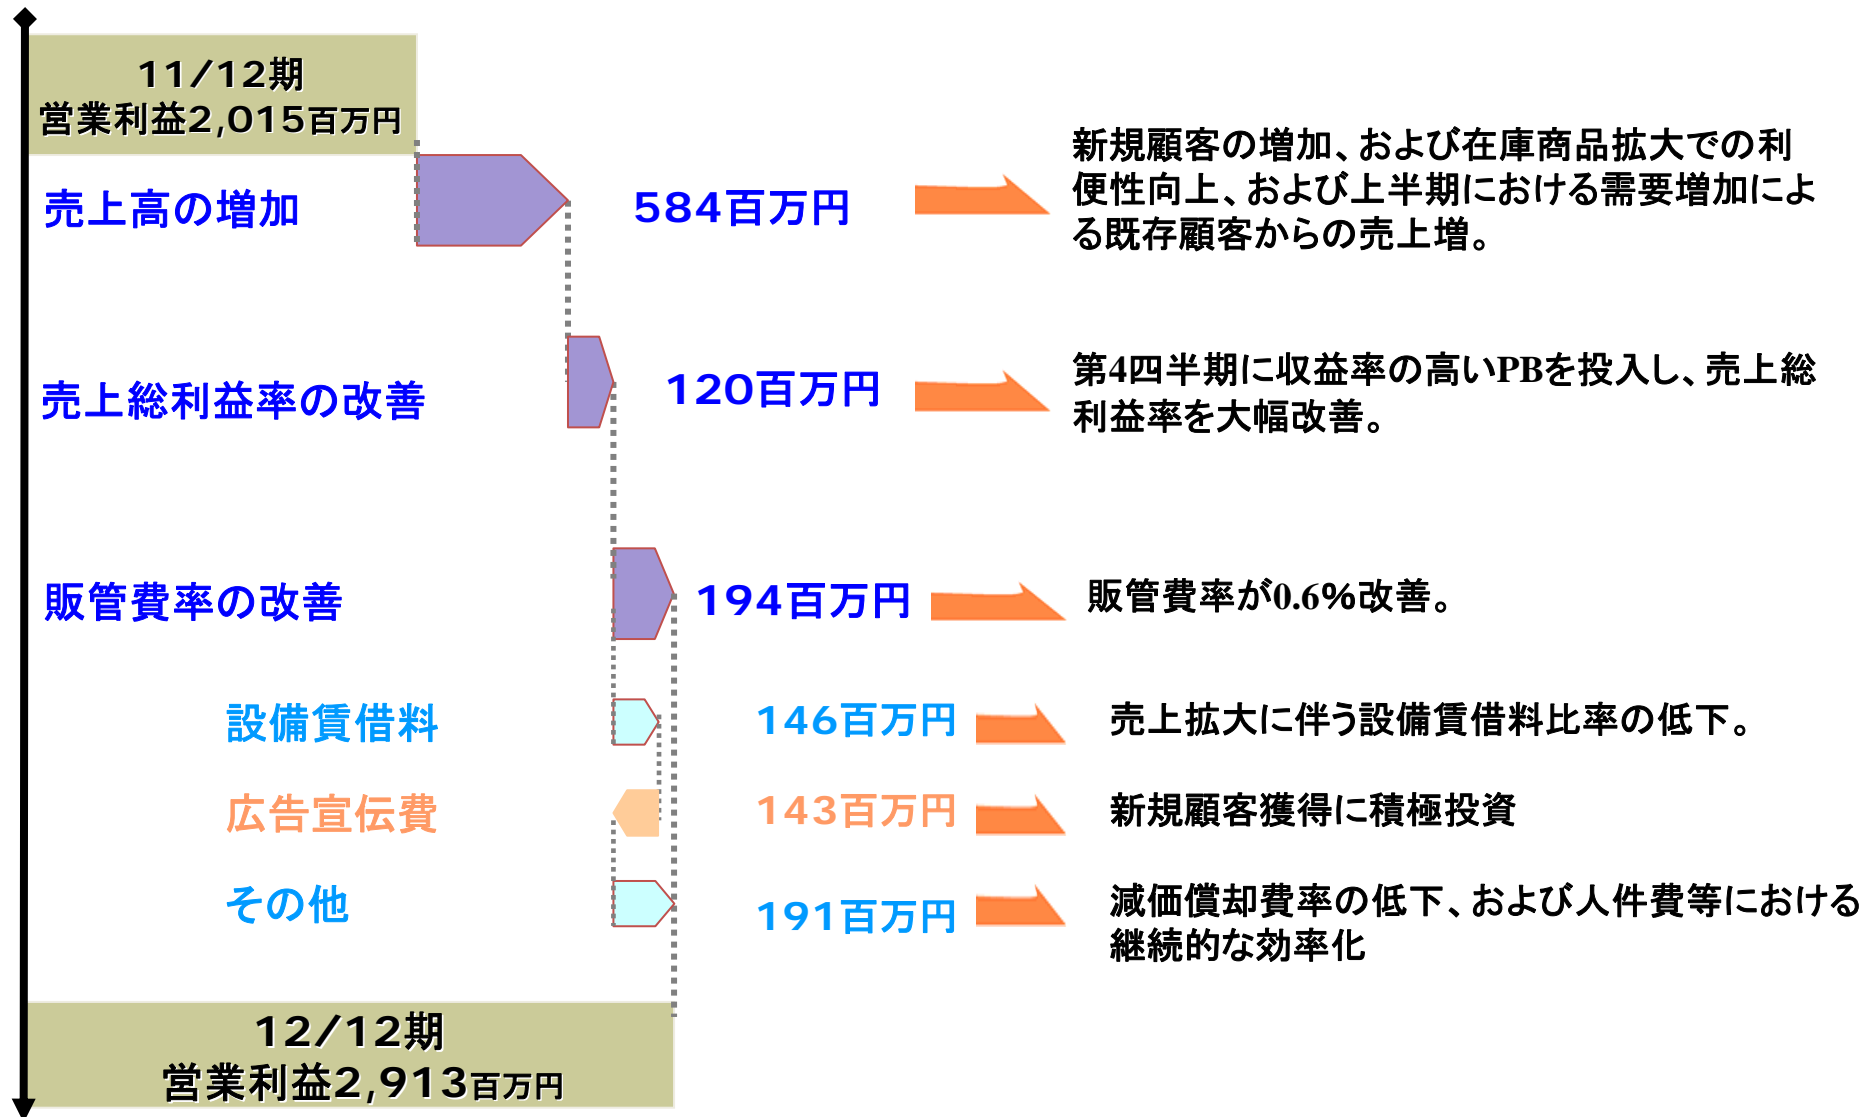 11/12期
営業利益2,015百万円
売上高の増加
584百万円
新規顧客の増加、および在庫商品拡大での利
便性向上、および上半期における需要増加によ
る既存顧客からの売上増。
売上総利益率の改善
120百万円
第4四半期に収益率の高いPBを投入し、売上総
利益率を大幅改善。
販管費率の改善
194百万円
販管費率が0.6%改善。
設備賃借料
146百万円
売上拡大に伴う設備賃借料比率の低下。
広告宣伝費
143百万円
新規顧客獲得に積極投資
その他
191百万円
減価償却費率の低下、および人件費等における
継続的な効率化
12/12期
営業利益2,913百万円